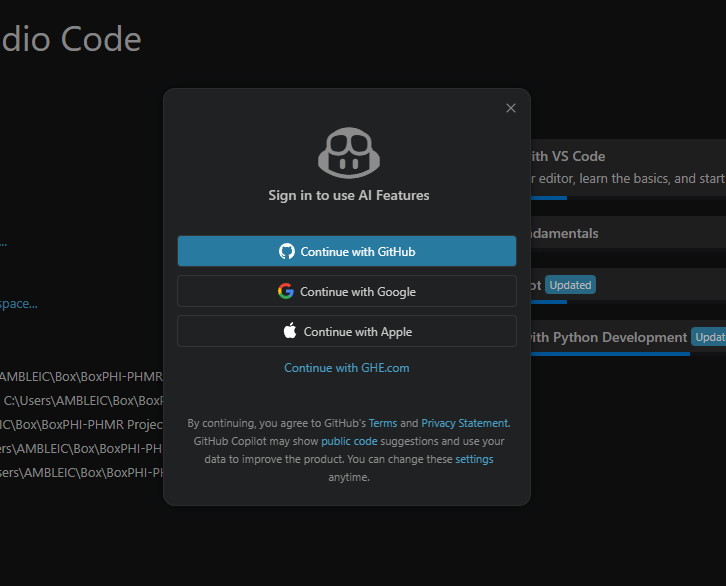 dio Code
Sign in to use AI Features
Continue with GitHub
Continue with Google
Continue with Apple
Continue with GHE.com
By continuing, you agree to GitHub's Terms and Privacy Statement.
GitHub Copilot may show public code suggestions and use your
data to improve the product. You can change these settings
anytime.
...
space...
AMBLEIC\Box\BoxPHI-PHMR
C:\Users\AMBLEIC\Box\BoxPH
IC\Box\BoxPHI-PHMR Projec
ers\AMBLEIC\Box\BoxPHI-PH
sers\AMBLEIC\Box\BoxPHI-PH
ith VS Code
r editor, learn the basics, and start
damentals
ot Updated
with Python Development Updat